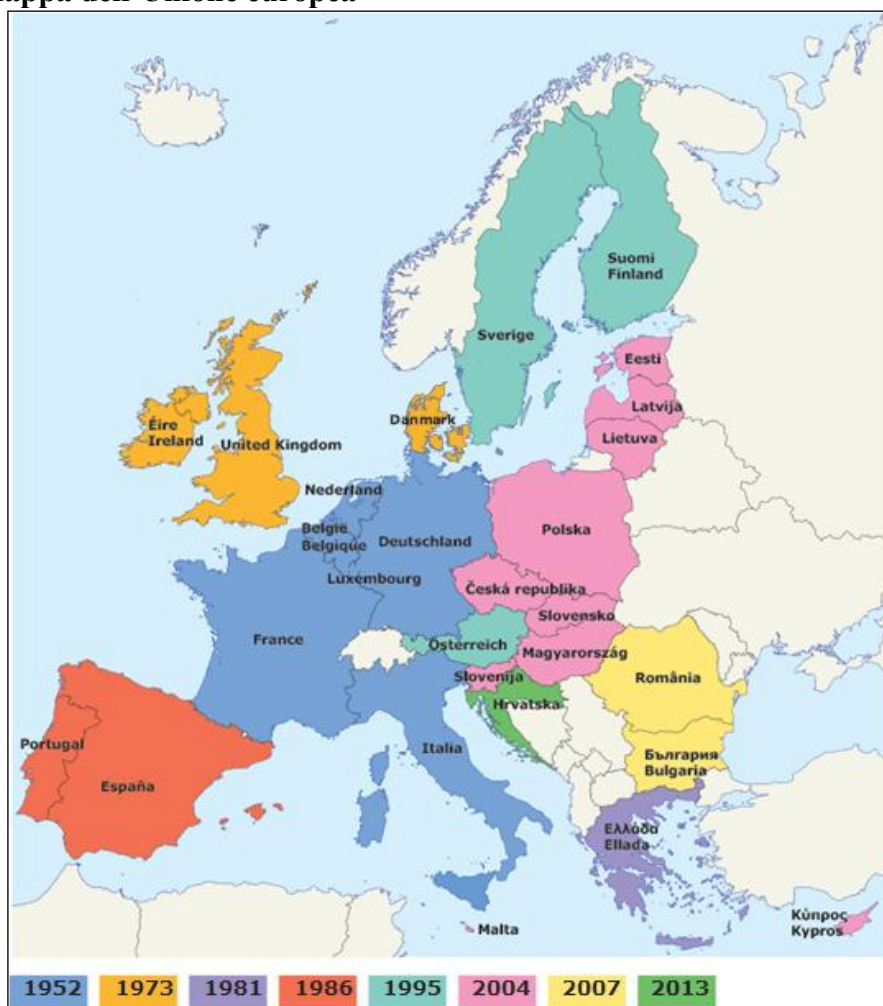 appa dell'Unione europea
Suomi
Finland
Sverige
Eesti
Latvija
Lietuva
Danmark
Éire
Ireland
United Kingdom
Nederland
België
Belgique
Deutschland
Polska
Luxembourg
Česká republika
Slovensko
France
Österreich
Magyarország
Slovenija
România
Hrvatska
Portugal
Italia
България
Bulgaria
España
Ελλάδα
Ellada
Malta
Κύπρος
Kypros
1952 1973 1981 1986 1995 2004 2007 2013